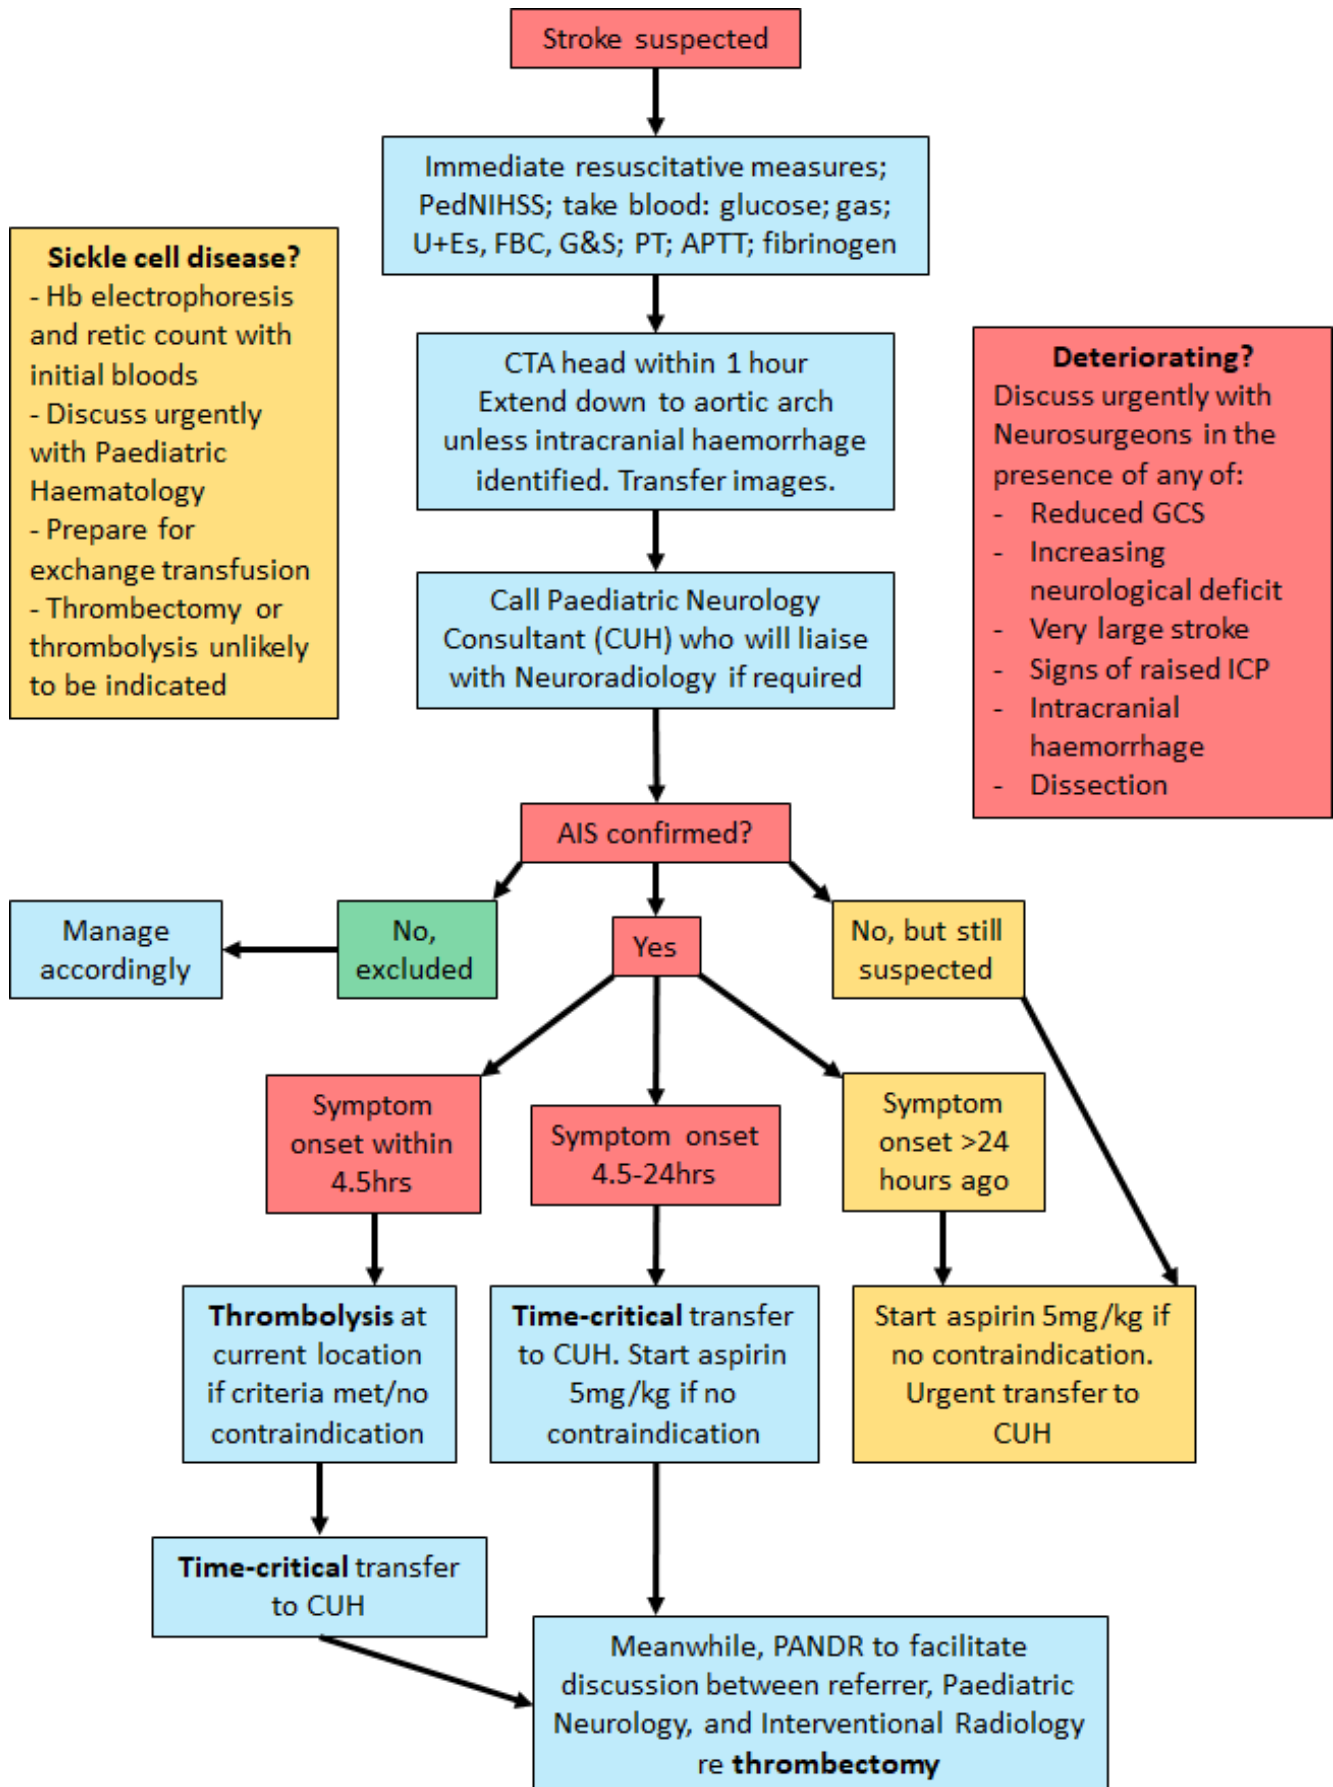 Stroke suspected
Immediate resuscitative measures;
PedNIHSS; take blood: glucose; gas;
U+Es, FBC, G&S; PT; APTT; fibrinogen
Sickle cell disease?
- Hb electrophoresis
and retic count with
initial bloods
- Discuss urgently
with Paediatric
Haematology
- Prepare for
exchange transfusion
- Thrombectomy or
thrombolysis unlikely
to be indicated
CTA head within 1 hour
Extend down to aortic arch
unless intracranial haemorrhage
identified. Transfer images.
Deteriorating?
Discuss urgently with
Neurosurgeons in the
presence of any of:
- Reduced GCS
- Increasing
neurological deficit
- Very large stroke
- Signs of raised ICP
- Intracranial
haemorrhage
- Dissection
Call Paediatric Neurology
Consultant (CUH) who will liaise
with Neuroradiology if required
AIS confirmed?
Manage
accordingly
No,
excluded
Yes
No, but still
suspected
Symptom
onset within
4.5hrs
Symptom onset
4.5-24hrs
Symptom
onset >24
hours ago
Thrombolysis at
current location
if criteria met/no
contraindication
Time-critical transfer
to CUH. Start aspirin
5mg/kg if no
contraindication
Start aspirin 5mg/kg if
no contraindication.
Urgent transfer to
CUH
Time-critical transfer
to CUH
Meanwhile, PANDR to facilitate
discussion between referrer, Paediatric
Neurology, and Interventional Radiology
re thrombectomy